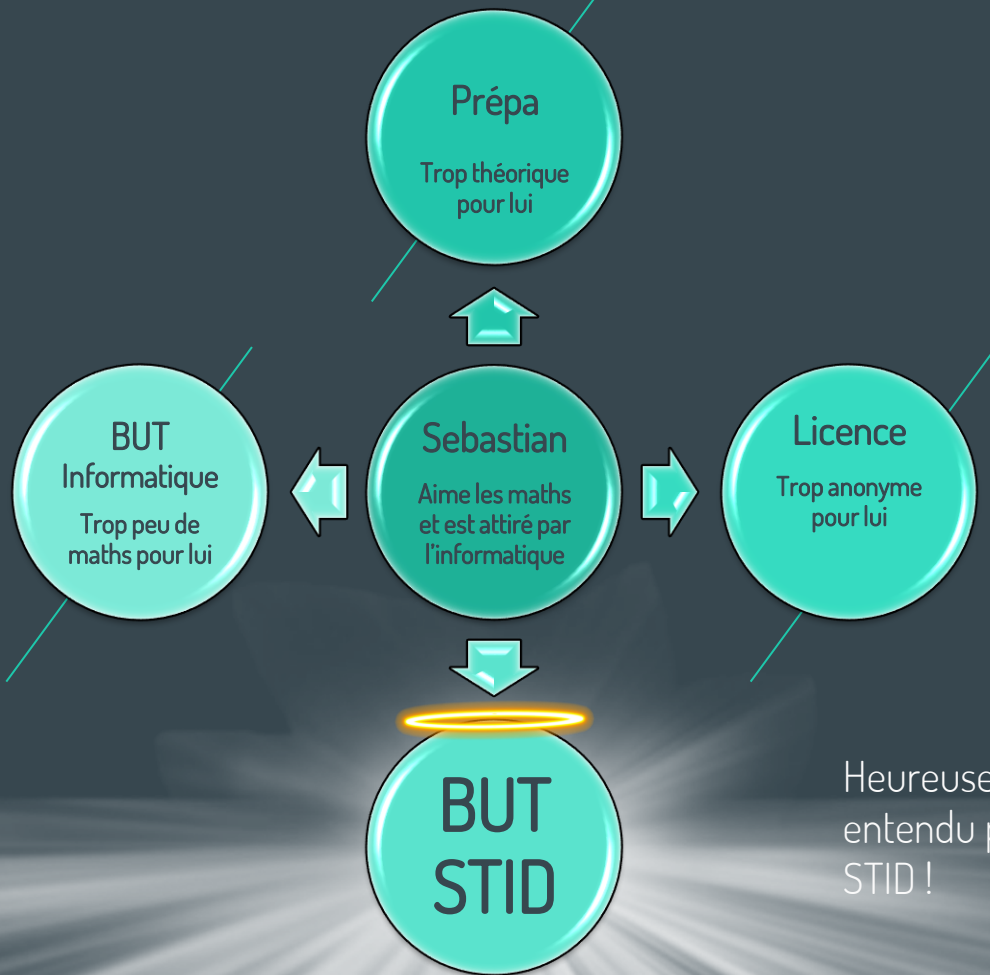 Prépa
Trop théorique
pour lui
BUT
Informatique
Trop peu de
maths pour lui
Sebastian
Aime les maths
et est attiré par
l'informatique
Licence
Trop anonyme
pour lui
BUT
STID
entendu
STID !